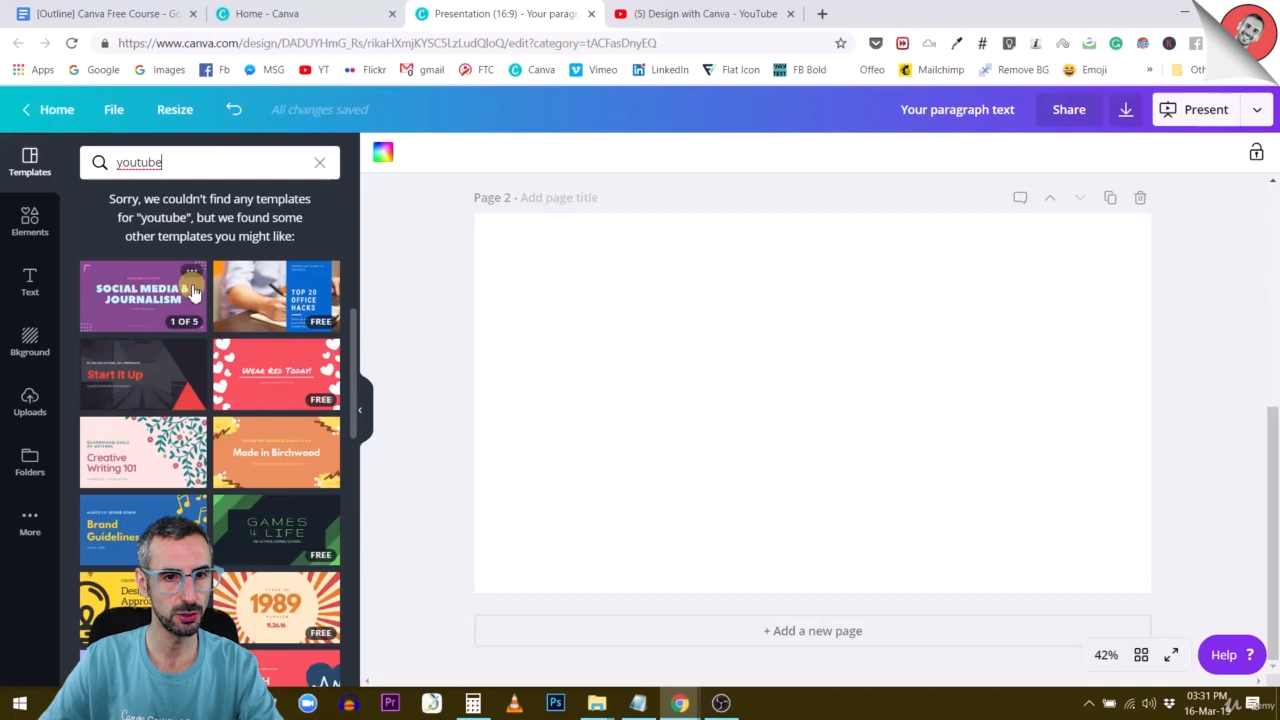 [Outline] Canva Free Course - Go
Home - Canva
Presentation (16:9) - Your parag
(5) Design with Canva - YouTube
https://www.canva.com/design/DADUYHmG_Rs/rikaHXmjKYSC5LzLudQloQ/edit?category=tACFasDnyEQ
Apps
Google
Images
Fb
MSG
YT
Flickr
gmail
FTC
Canva
Vimeo
LinkedIn
Flat Icon
FB Bold
Offeo
Mailchimp
Remove BG
Emoji
»
Home
File
Resize
All changes saved
Your paragraph text
Share
Present
Templates
Elements
Text
Bkground
Uploads
Folders
More
youtube
Sorry, we couldn't find any templates
for "youtube", but we found some
other templates you might like:
SOCIAL MEDIA &
JOURNALISM
1 OF 5
TOP 20
OFFICE
HACKS
FREE
Start It Up
WEAR RED TODAY!
FREE
Creative
Writing 101
Made in Birchwood
Brand
Guidelines
GAMES
4 LIFE
FREE
1989
FREE
Page 2 - Add page title
+ Add a new page
42%
Help ?
03:31 PM
16-Mar-19